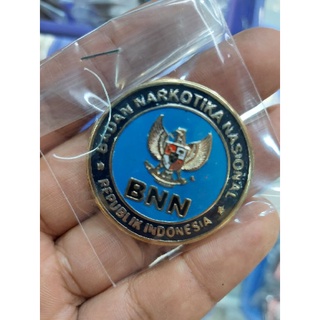 BADAN NARKOTIKA NASIONAL
BNN
REPUBLIK INDONESIA